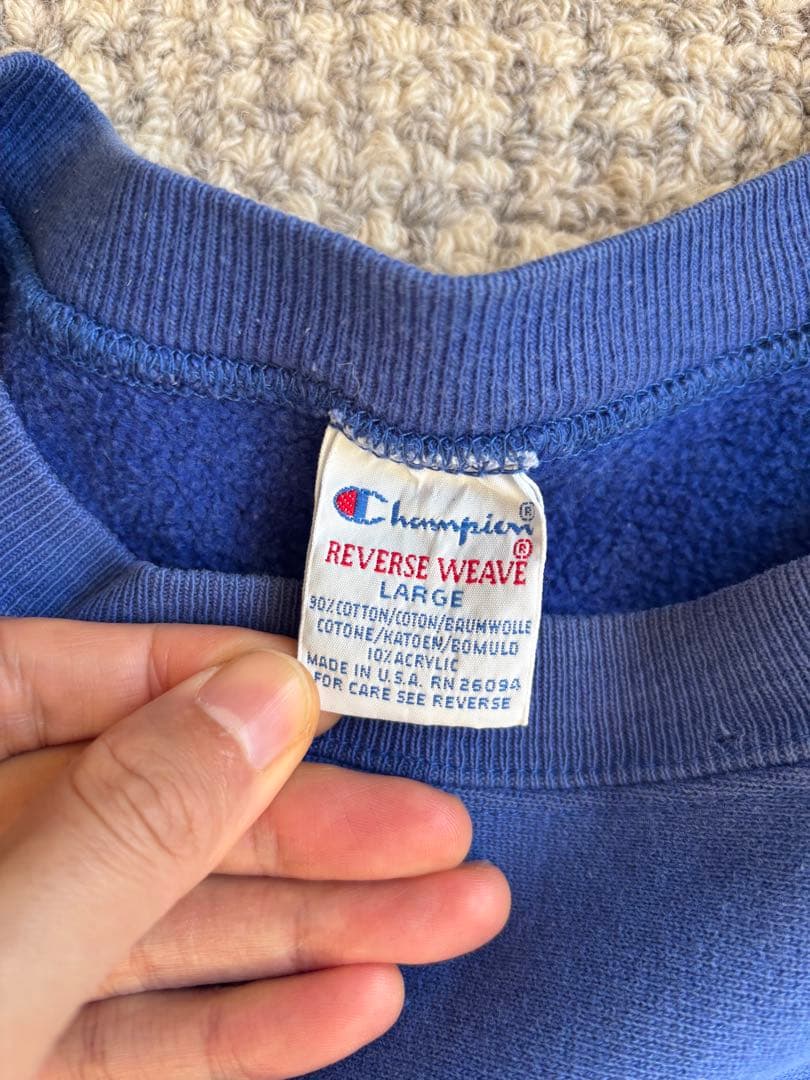 Champion®
REVERSE WEAVE®
LARGE
90% COTTON/COTON/BAUMWOLLE
COTONE/KATOEN/BOMULD
10% ACRYLIC
MADE IN U.S.A. RN 26094
FOR CARE SEE REVERSE